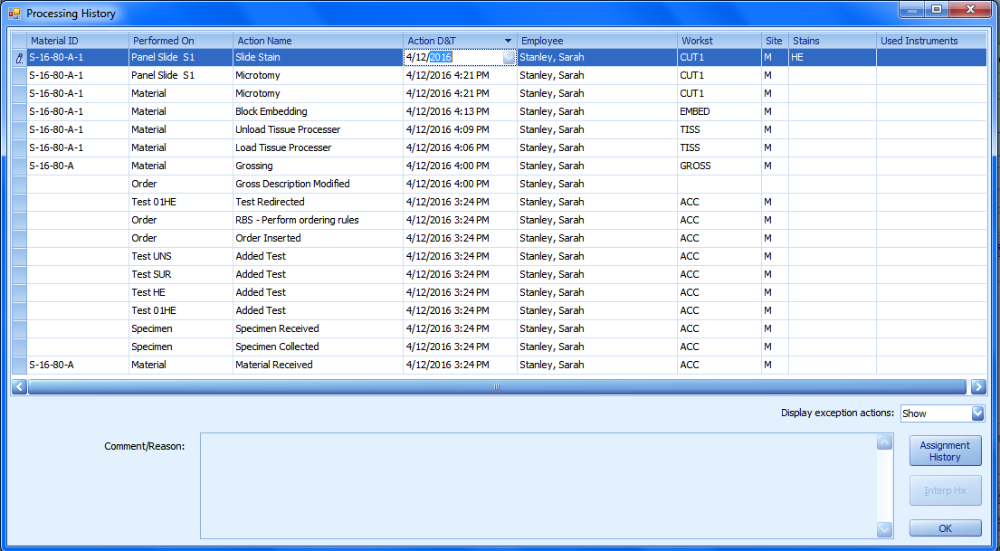 Processing History
Material ID Performed On Action Name Action D&T Employee Workst Site Stains Used Instruments
S-16-80-A-1 Panel Slide S1 Slide Stain 4/12/2016 Stanley, Sarah CUT1 M HE
S-16-80-A-1 Panel Slide S1 Microtomy 4/12/2016 4:21 PM Stanley, Sarah CUT1 M
S-16-80-A-1 Material Microtomy 4/12/2016 4:21 PM Stanley, Sarah CUT1 M
S-16-80-A-1 Material Block Embedding 4/12/2016 4:13 PM Stanley, Sarah EMBED M
S-16-80-A-1 Material Unload Tissue Processer 4/12/2016 4:09 PM Stanley, Sarah TISS M
S-16-80-A-1 Material Load Tissue Processer 4/12/2016 4:06 PM Stanley, Sarah TISS M
S-16-80-A Material Grossing 4/12/2016 4:00 PM Stanley, Sarah GROSS M
Order Gross Description Modified 4/12/2016 4:00 PM Stanley, Sarah
Test 01HE Test Redirected 4/12/2016 3:24 PM Stanley, Sarah ACC M
Order RBS - Perform ordering rules 4/12/2016 3:24 PM Stanley, Sarah ACC M
Order Order Inserted 4/12/2016 3:24 PM Stanley, Sarah ACC M
Test UNS Added Test 4/12/2016 3:24 PM Stanley, Sarah ACC M
Test SUR Added Test 4/12/2016 3:24 PM Stanley, Sarah ACC M
Test HE Added Test 4/12/2016 3:24 PM Stanley, Sarah ACC M
Test 01HE Added Test 4/12/2016 3:24 PM Stanley, Sarah ACC M
Specimen Specimen Received 4/12/2016 3:24 PM Stanley, Sarah ACC M
Specimen Specimen Collected 4/12/2016 3:24 PM Stanley, Sarah ACC M
S-16-80-A Material Material Received 4/12/2016 3:24 PM Stanley, Sarah ACC M
Display exception actions: Show
Comment/Reason:
Assignment
History
Interp Hx
OK